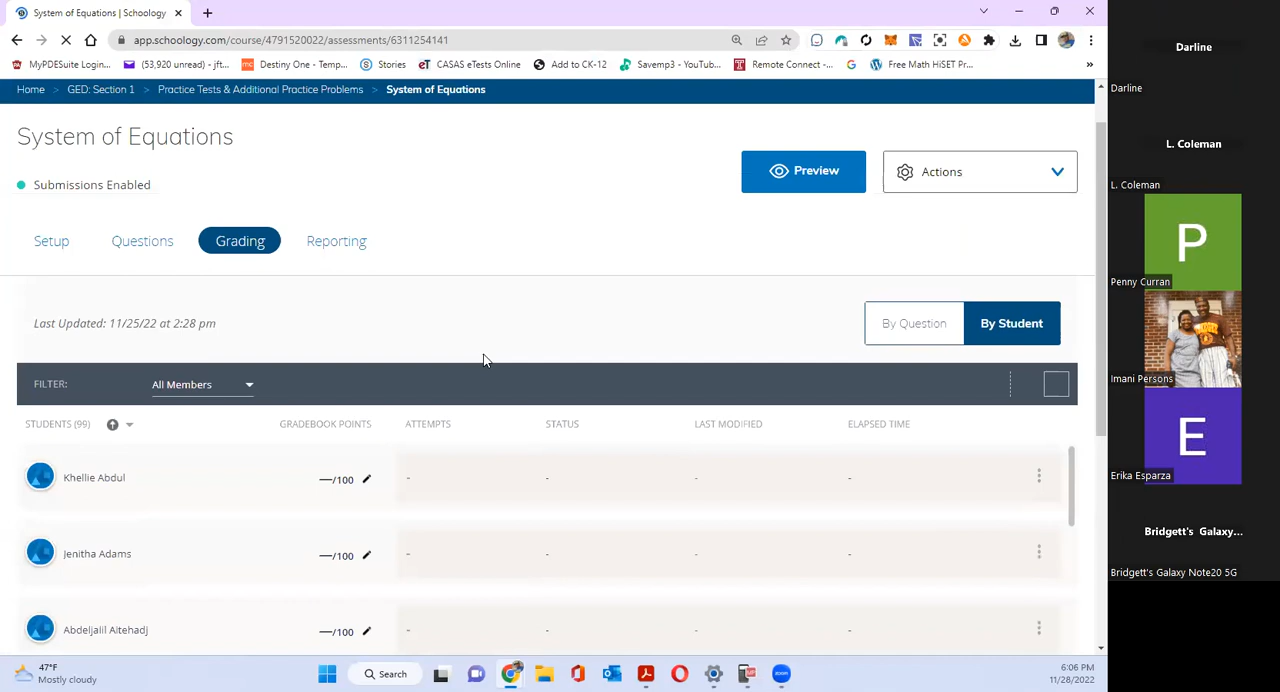 System of Equations | Schoology
app.schoology.com/course/4791520022/assessments/6311254141
MyPDESuite Login... (53,920 unread) - jft... Destiny One - Temp... Stories CASAS eTests Online Add to CK-12 Savemp3 - YouTub... Remote Connect -... Free Math HiSET Pr... »
Home > GED: Section 1 > Practice Tests & Additional Practice Problems > System of Equations
System of Equations
Submissions Enabled
Preview
Actions
Setup Questions Grading Reporting
Last Updated: 11/25/22 at 2:28 pm
By Question By Student
FILTER: All Members
STUDENTS (99) GRADEBOOK POINTS ATTEMPTS STATUS LAST MODIFIED ELAPSED TIME
Khellie Abdul —/100 - - - -
Jenitha Adams —/100 - - - -
Abdeljalil Aitehadj —/100 - - - -
47°F
Mostly cloudy
Search
zoom
6:06 PM
11/28/2022
Darline
Darline
L. Coleman
L. Coleman
P
Penny Curran
Imani Persons
E
Erika Esparza
Bridgett's Galaxy...
Bridgett's Galaxy Note20 5G